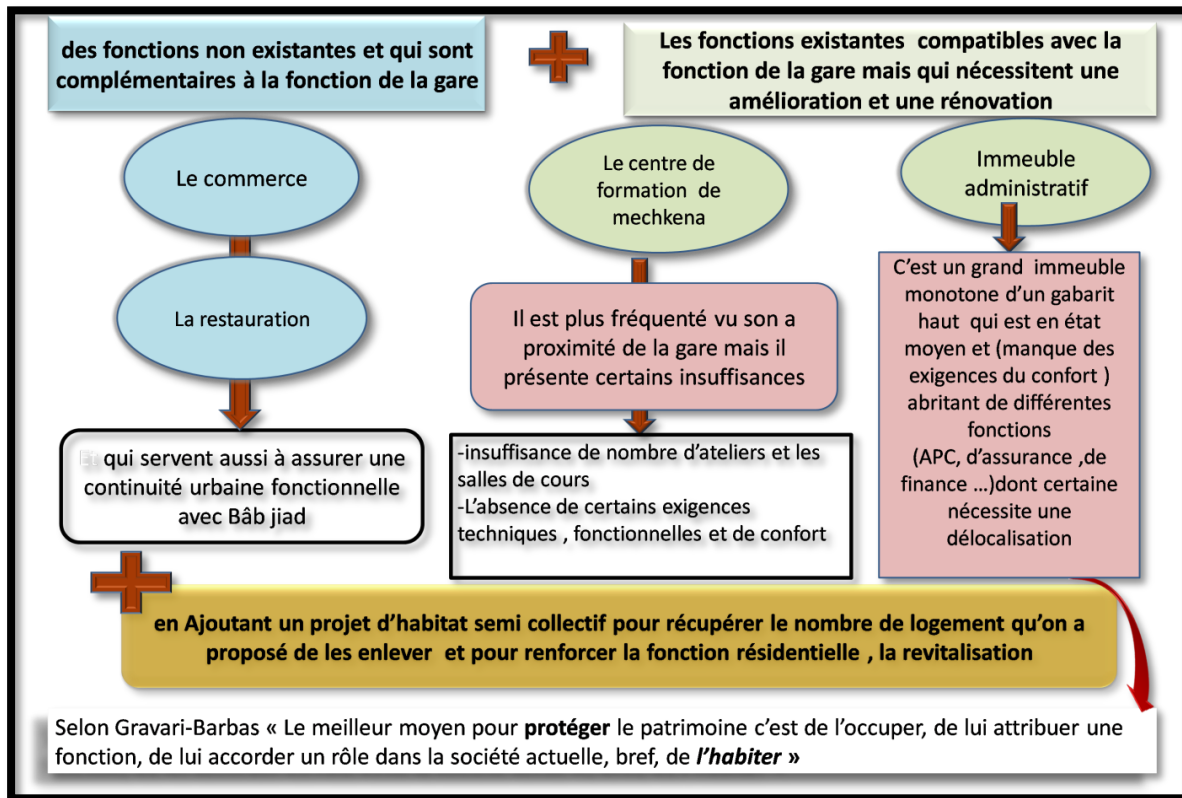 des fonctions non existantes et qui sont
complémentaires à la fonction de la gare
Les fonctions existantes compatibles avec la
fonction de la gare mais qui nécessitent une
amélioration et une rénovation
Le commerce
La restauration
Et qui servent aussi à assurer une
continuité urbaine fonctionnelle
avec Bâb jiad
Le centre de
formation de
mechkena
Il est plus fréquenté vu son a
proximité de la gare mais il
présente certains insuffisances
-insuffisance de nombre d'ateliers et les
salles de cours
-L'absence de certains exigences
techniques , fonctionnelles et de confort
Immeuble
administratif
C'est un grand immeuble
monotone d'un gabarit
haut qui est en état
moyen et (manque des
exigences du confort )
abritant de différentes
fonctions
(APC, d'assurance ,de
finance ...)dont certaine
nécessite une
délocalisation
en Ajoutant un projet d'habitat semi collectif pour récupérer le nombre de logement qu'on a
proposé de les enlever et pour renforcer la fonction résidentielle , la revitalisation
Selon Gravari-Barbas « Le meilleur moyen pour protéger le patrimoine c'est de l'occuper, de lui attribuer une
fonction, de lui accorder un rôle dans la société actuelle, bref, de l'habiter »